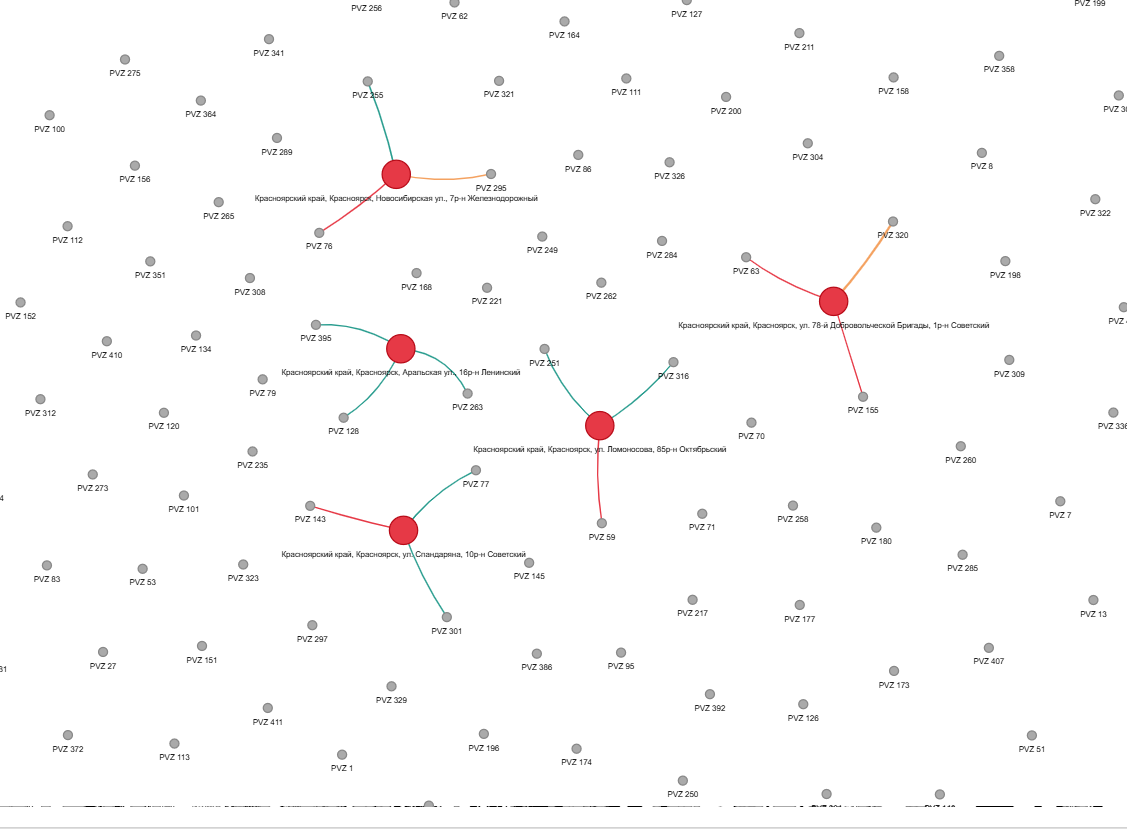 PVZ 199
PVZ 256
PVZ 62
PVZ 127
PVZ 164
PVZ 211
PVZ 341
PVZ 275
PVZ 358
PVZ 158
PVZ 255
PVZ 321
PVZ 111
PVZ 200
PVZ 364
PVZ 100
PVZ 289
PVZ 304
PVZ 8
PVZ 86
PVZ 326
PVZ 156
PVZ 295
Красноярский край, Красноярск, Новосибирская ул., 7р-н Железнодорожный
PVZ 265
PVZ 322
PVZ 320
PVZ 112
PVZ 76
PVZ 249
PVZ 284
PVZ 63
PVZ 351
PVZ 198
PVZ 308
PVZ 168
PVZ 221
PVZ 262
PVZ 152
Красноярский край, Красноярск, ул. 78-й Добровольческой Бригады, 1р-н Советский
PVZ 395
PVZ 134
PVZ 410
PVZ 251
PVZ 316
PVZ 309
Красноярский край, Красноярск, Аральская ул., 16р-н Ленинский
PVZ 79
PVZ 263
PVZ 155
PVZ 312
PVZ 120
PVZ 128
PVZ 70
PVZ 336
Красноярский край, Красноярск, ул. Ломоносова, 85р-н Октябрьский
PVZ 260
PVZ 235
PVZ 77
PVZ 273
PVZ 101
PVZ 143
PVZ 71
PVZ 258
PVZ 7
PVZ 59
PVZ 180
Красноярский край, Красноярск, ул. Спандаряна, 10р-н Советский
PVZ 285
PVZ 83
PVZ 53
PVZ 323
PVZ 145
PVZ 217
PVZ 177
PVZ 13
PVZ 301
PVZ 297
PVZ 27
PVZ 151
PVZ 386
PVZ 95
PVZ 407
PVZ 173
PVZ 329
PVZ 392
PVZ 126
PVZ 411
PVZ 372
PVZ 113
PVZ 1
PVZ 196
PVZ 174
PVZ 51
PVZ 250